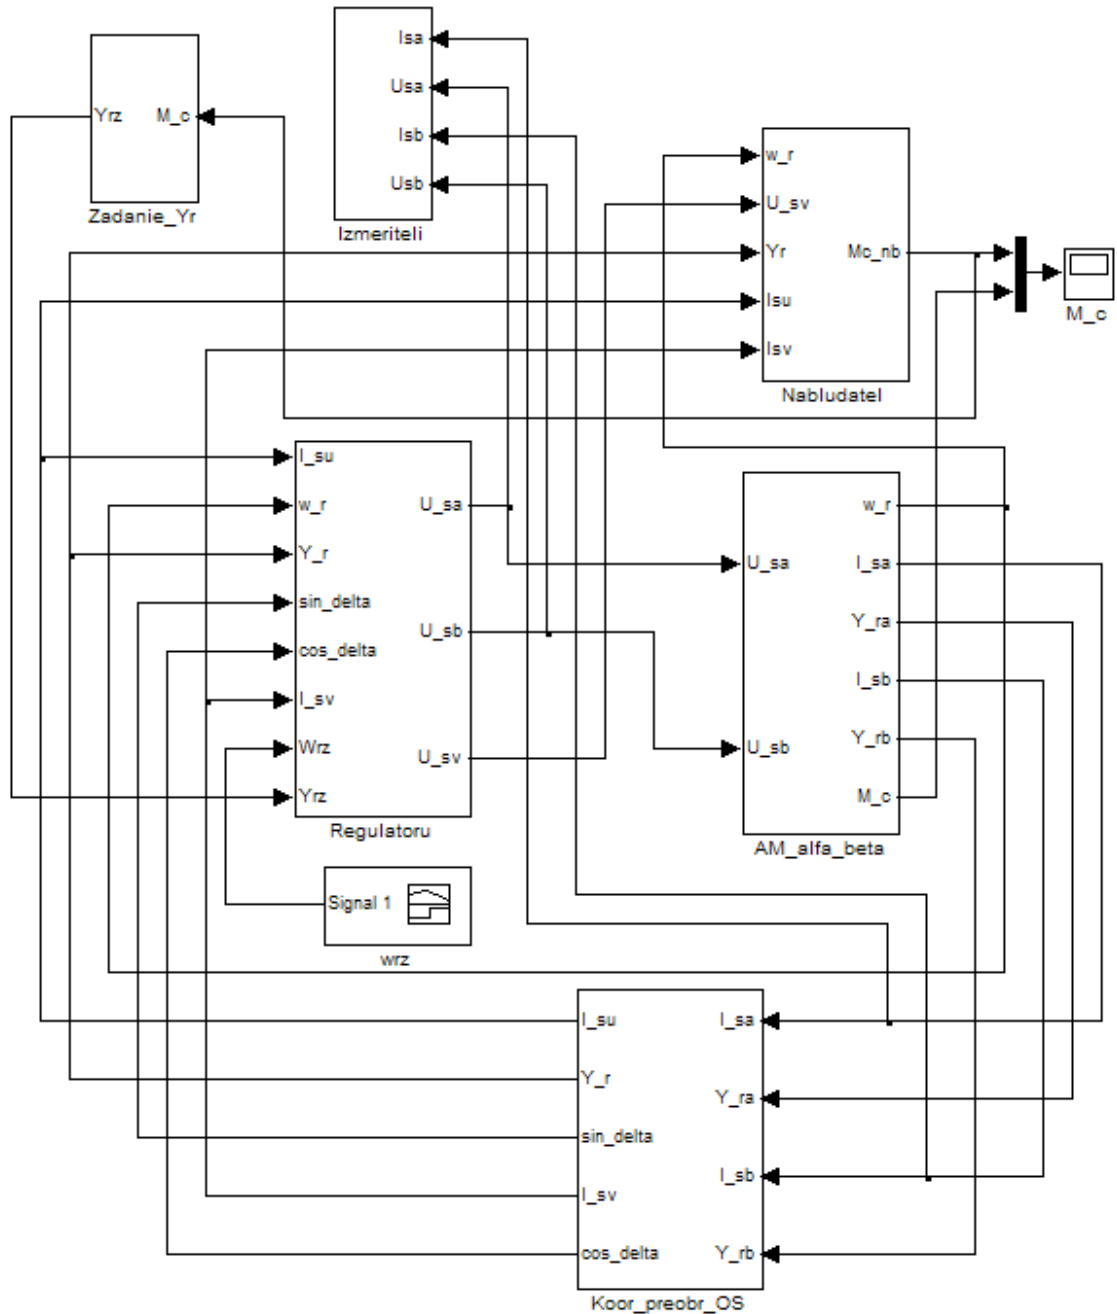 Yrz
M_c
Zadanie_Yr
Isa
Usa
Isb
Usb
Izmeriteli
w_r
U_sv
Yr
Isu
Isv
Mc_nb
Nabludatel
M_c
I_su
w_r
Y_r
sin_delta
cos_delta
I_sv
Wrz
Yrz
U_sa
U_sb
U_sv
Regulatoru
U_sa
U_sb
w_r
I_sa
Y_ra
I_sb
Y_rb
M_c
AM_alfa_beta
Signal 1
wrz
I_su
Y_r
sin_delta
I_sv
cos_delta
I_sa
Y_ra
I_sb
Y_rb
Koor_preobr_OS